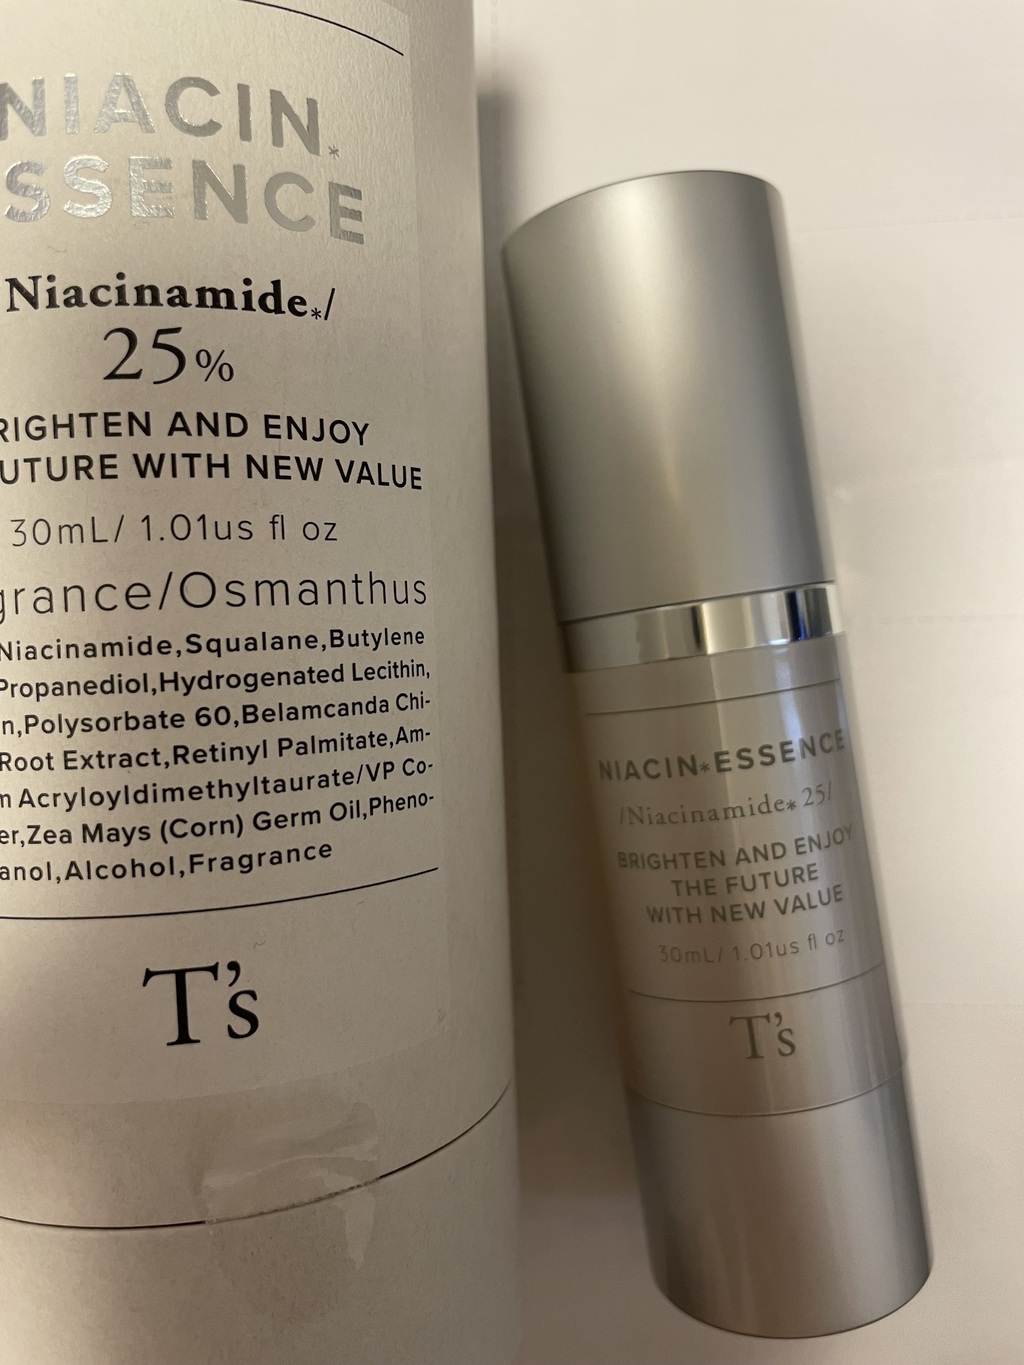 NIACIN*
SSENCE
Niacinamide*/
25%
RIGHTEN AND ENJOY
UTURE WITH NEW VALUE
30mL/ 1.01us fl oz
grance/Osmanthus
Niacinamide,Squalane,Butylene
Propanediol,Hydrogenated Lecithin,
n,Polysorbate 60,Belamcanda Chi-
Root Extract,Retinyl Palmitate,Am-
m Acryloyldimethyltaurate/VP Co-
er,Zea Mays (Corn) Germ Oil,Pheno-
anol,Alcohol,Fragrance
T's
NIACIN*ESSENCE
/Niacinamide* 25/
BRIGHTEN AND ENJOY
THE FUTURE
WITH NEW VALUE
30mL/ 1.01us fl oz
T's